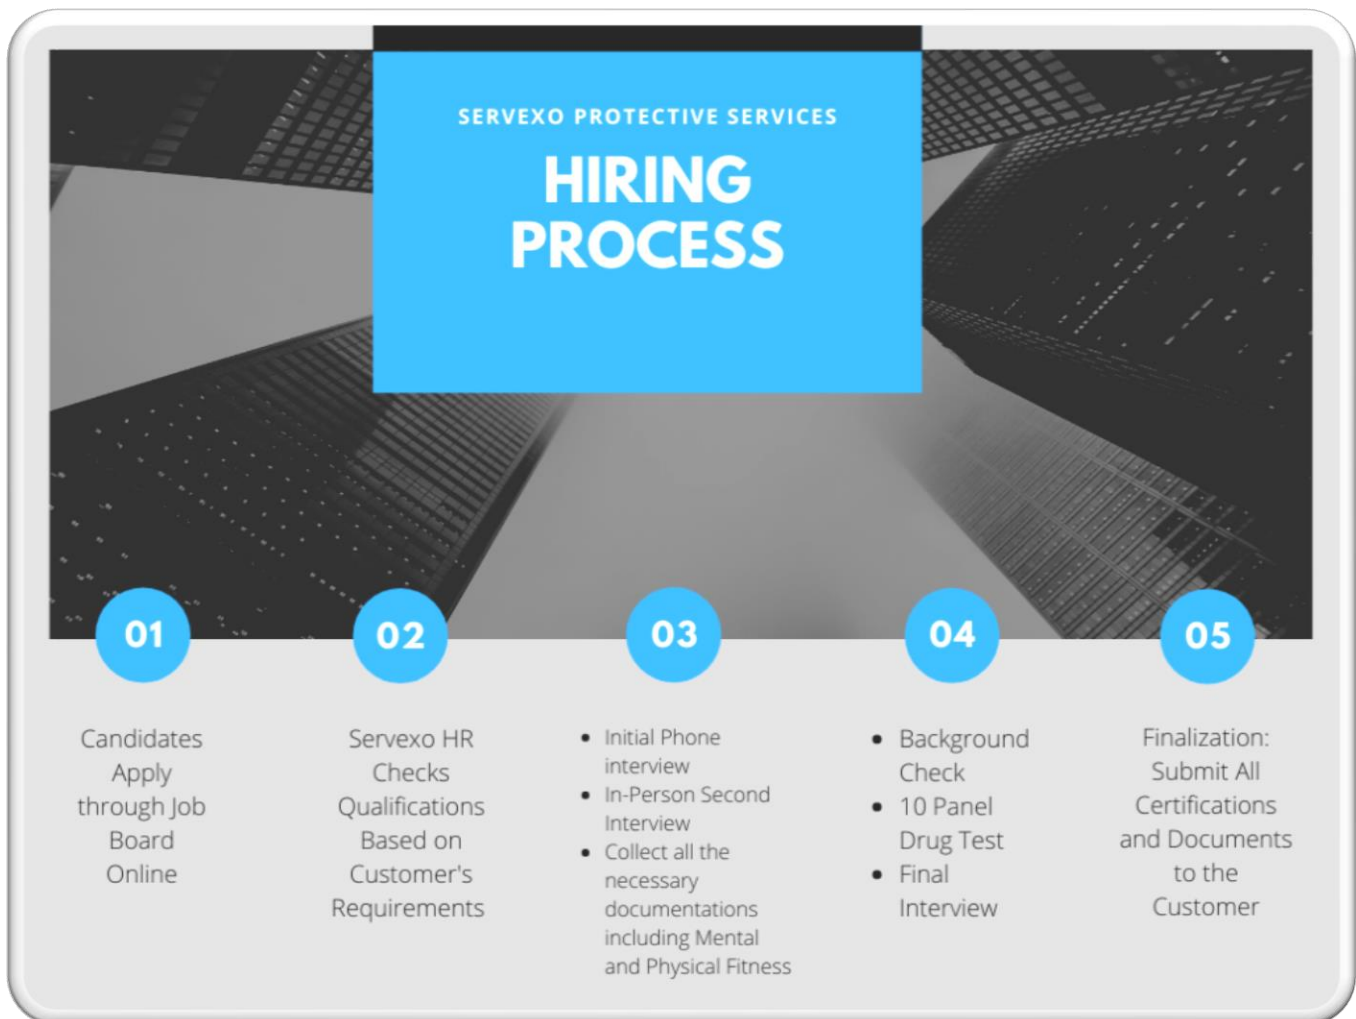 SERVEXO PROTECTIVE SERVICES
HIRING
PROCESS
01
Candidates
Apply
through Job
Board
Online
02
Servexo HR
Checks
Qualifications
Based on
Customer's
Requirements
03
• Initial Phone
interview
• In-Person Second
Interview
• Collect all the
necessary
documentations
including Mental
and Physical Fitness
04
• Background
Check
• 10 Panel
Drug Test
• Final
Interview
05
Finalization:
Submit All
Certifications
and Documents
to the
Customer